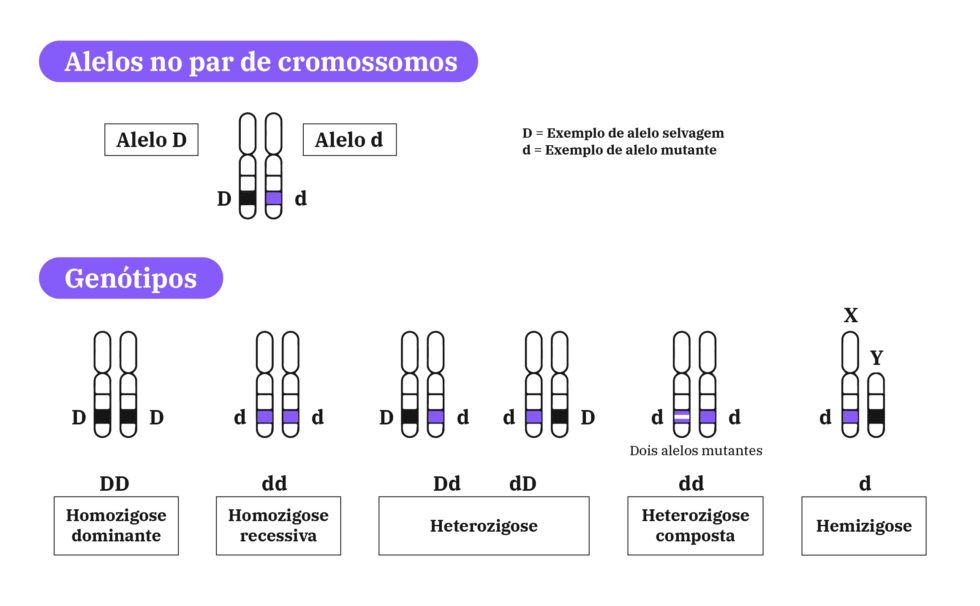 Alelos no par de cromossomos
Alelo D
Alelo d
D = Exemplo de alelo selvagem
d = Exemplo de alelo mutante
D
d
Genótipos
X
Y
D
D
d
d
D
d
d
D
d
d
d
Dois alelos mutantes
DD
dd
Dd
dD
dd
d
Homozigose
dominante
Homozigose
recessiva
Heterozigose
Heterozigose
composta
Hemizigose